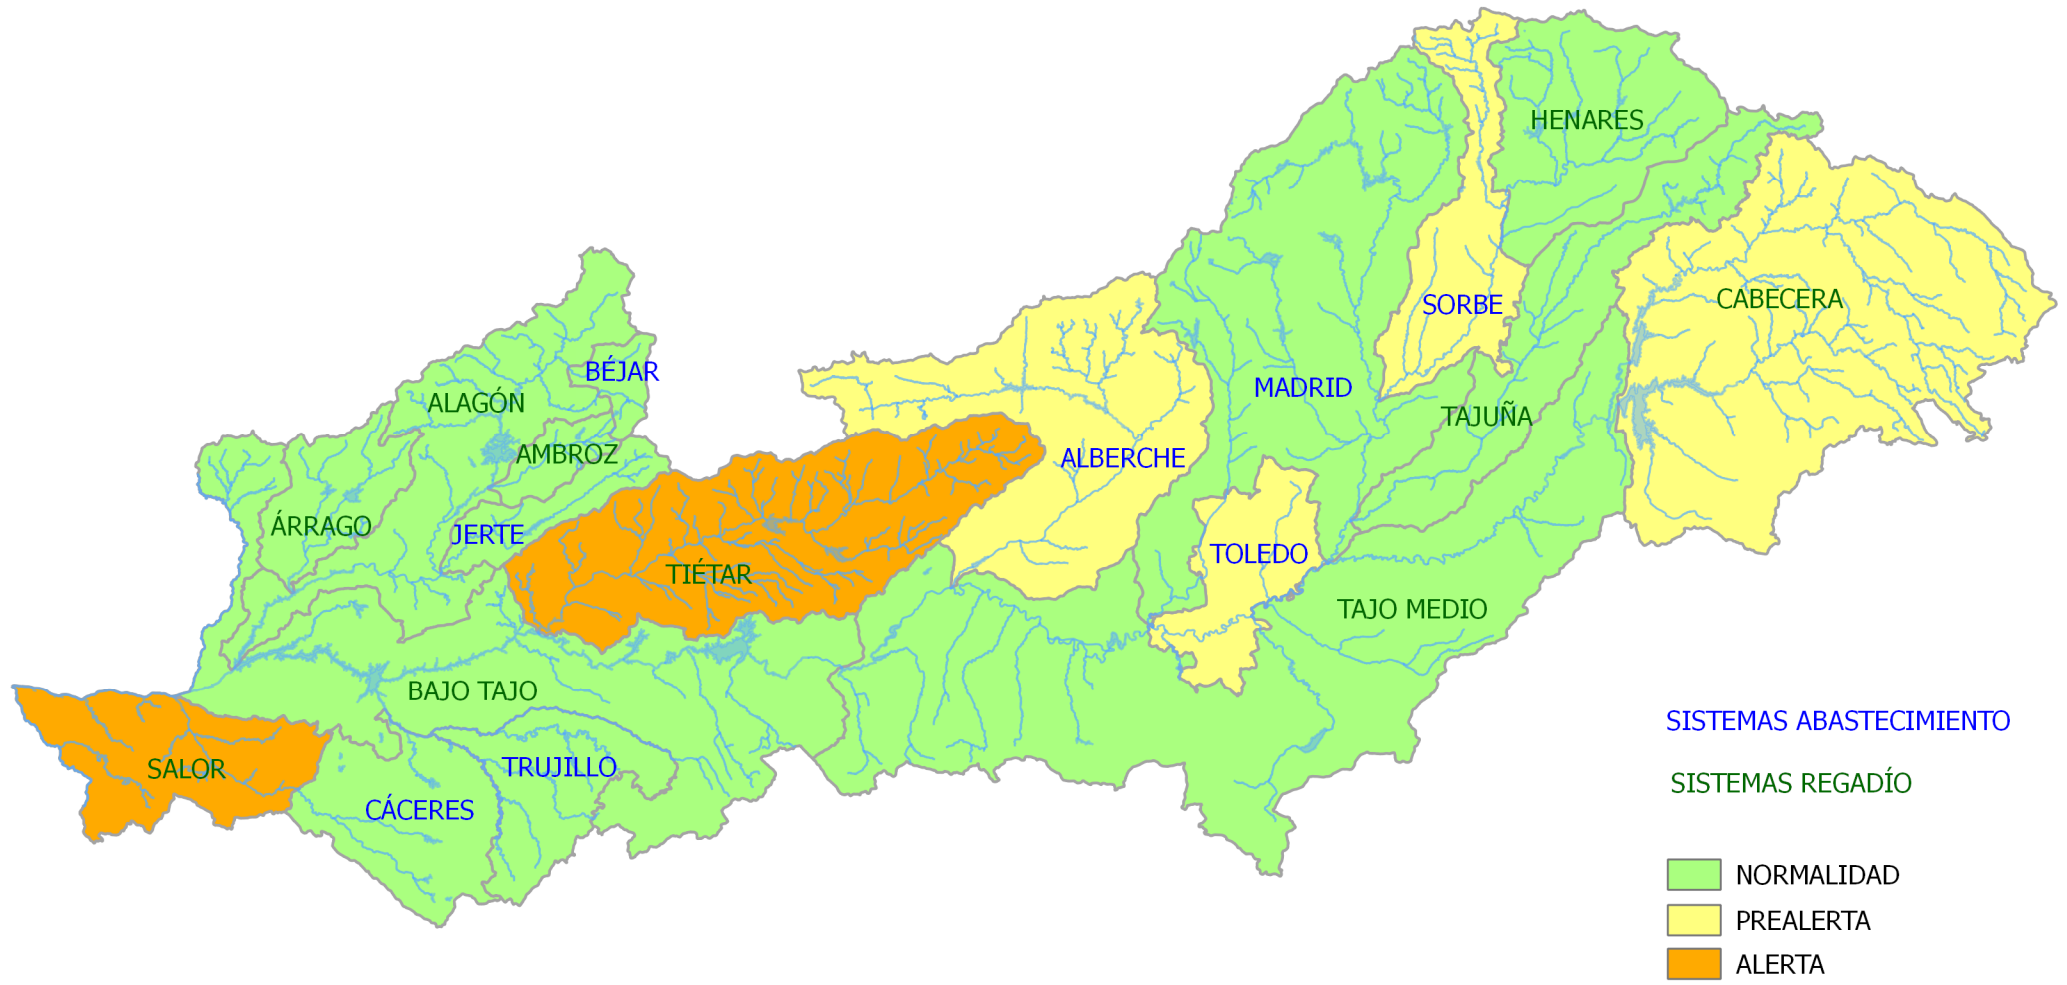 HENARES
CABECERA
SORBE
BÉJAR
MADRID
ALAGÓN
TAJUÑA
AMBROZ
ALBERCHE
ÁRRAGO
JERTE
TOLEDO
TIÉTAR
TAJO MEDIO
BAJO TAJO
SALOR
TRUJILLO
CÁCERES
SISTEMAS ABASTECIMIENTO
SISTEMAS REGADÍO
NORMALIDAD
PREALERTA
ALERTA